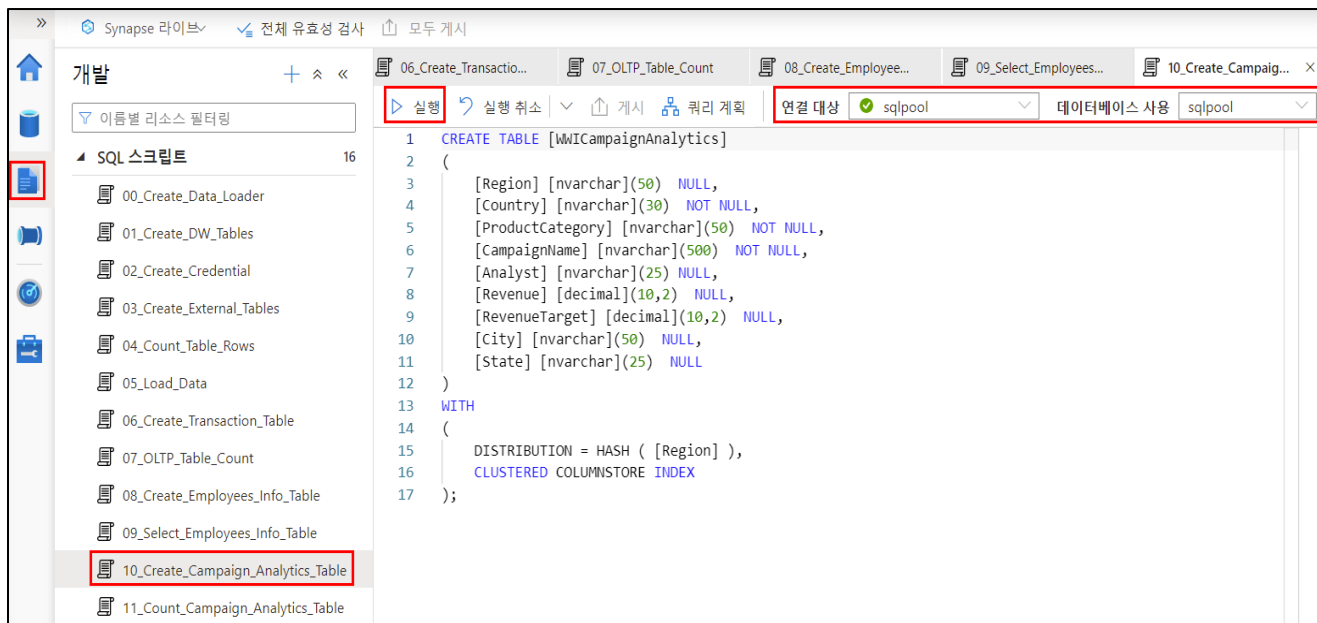 »
Synapse 라이브
전체 유효성 검사
모두 게시
개발
+
«
이름별 리소스 필터링
SQL 스크립트 16
00_Create_Data_Loader
01_Create_DW_Tables
02_Create_Credential
03_Create_External_Tables
04_Count_Table_Rows
05_Load_Data
06_Create_Transaction_Table
07_OLTP_Table_Count
08_Create_Employees_Info_Table
09_Select_Employees_Info_Table
10_Create_Campaign_Analytics_Table
11_Count_Campaign_Analytics_Table
06_Create_Transactio...
07_OLTP_Table_Count
08_Create_Employee...
09_Select_Employees...
10_Create_Campaig... ×
실행
실행 취소
게시
쿼리 계획
연결 대상 sqlpool
데이터베이스 사용 sqlpool
1 CREATE TABLE [WWICampaignAnalytics]
2 (
3 [Region] [nvarchar](50) NULL,
4 [Country] [nvarchar](30) NOT NULL,
5 [ProductCategory] [nvarchar](50) NOT NULL,
6 [CampaignName] [nvarchar](500) NOT NULL,
7 [Analyst] [nvarchar](25) NULL,
8 [Revenue] [decimal](10,2) NULL,
9 [RevenueTarget] [decimal](10,2) NULL,
10 [City] [nvarchar](50) NULL,
11 [State] [nvarchar](25) NULL
12 )
13 WITH
14 (
15 DISTRIBUTION = HASH ( [Region] ),
16 CLUSTERED COLUMNSTORE INDEX
17 );